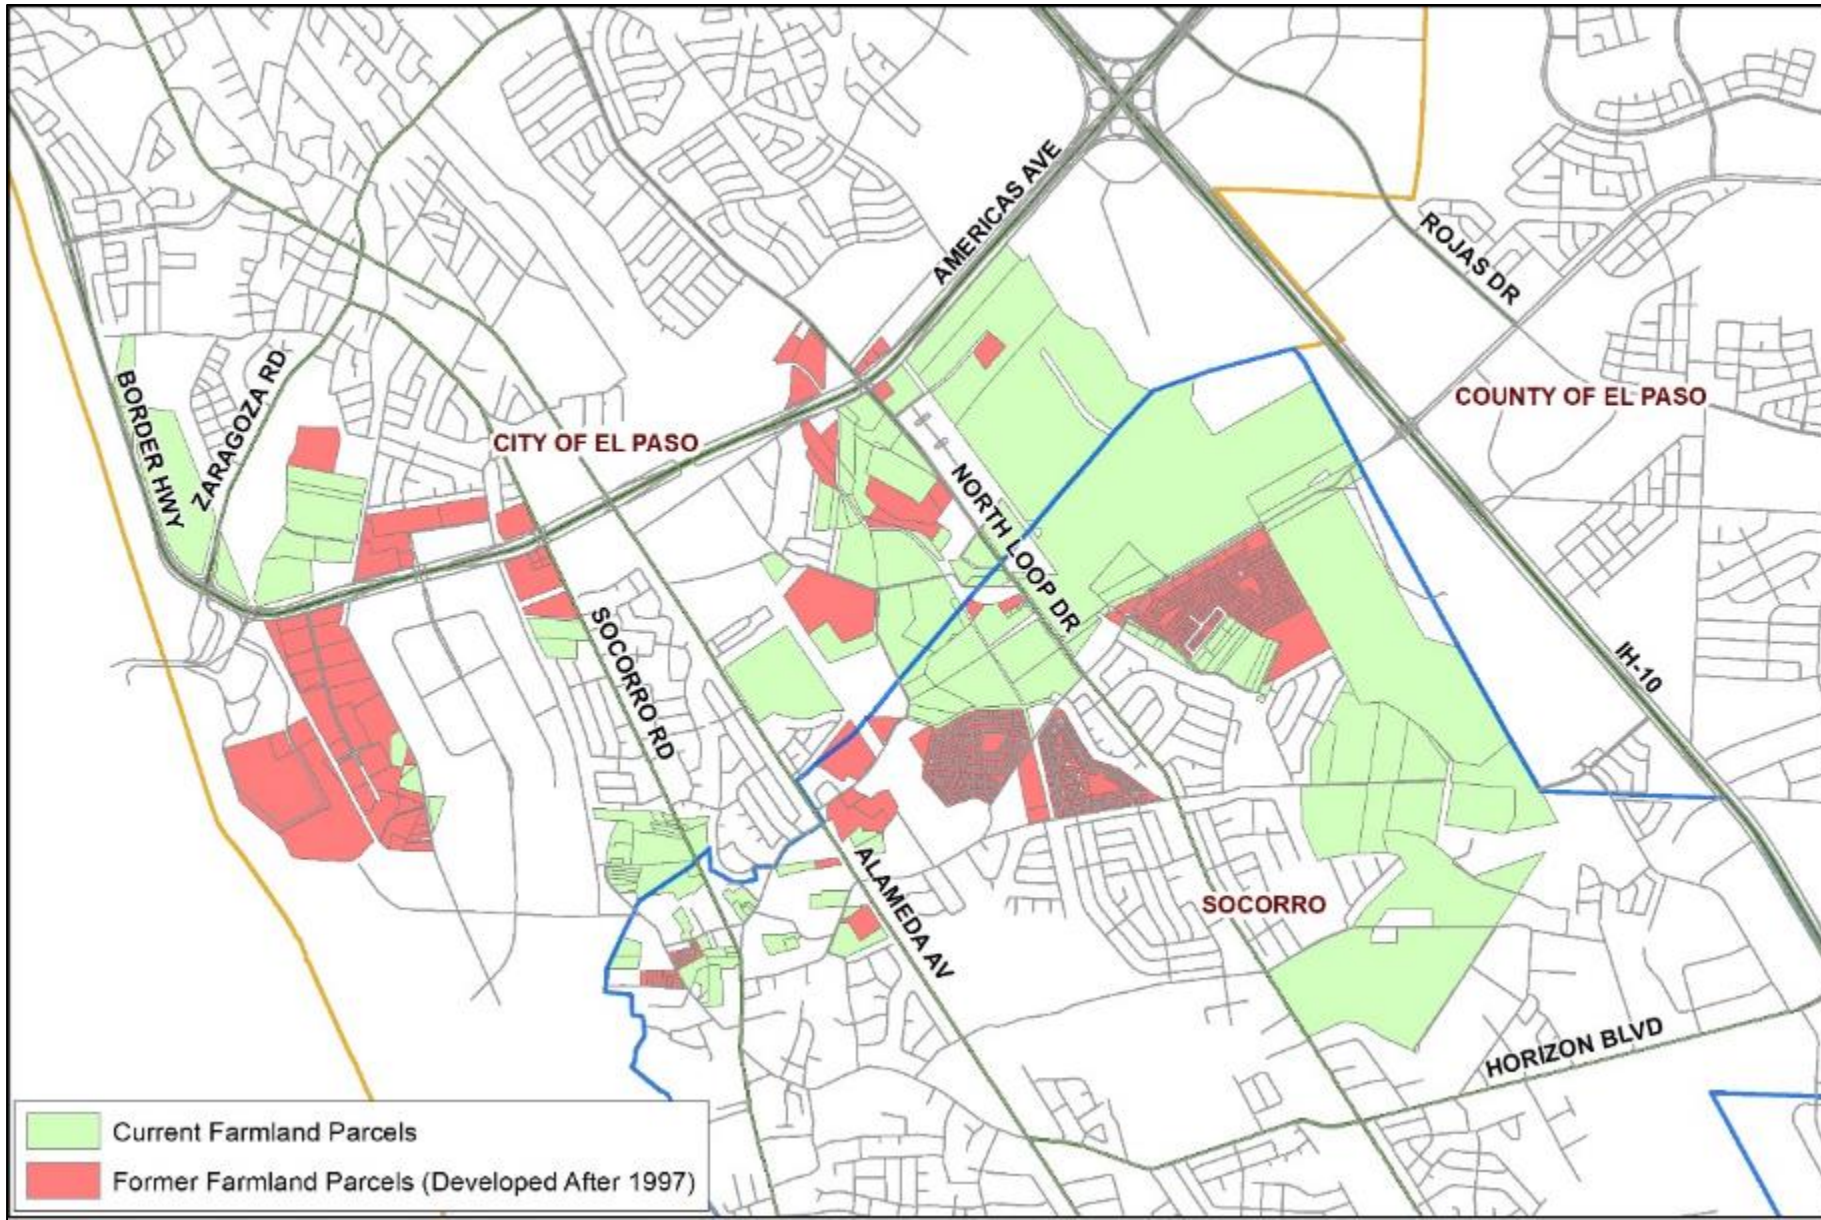 AMERICAS AVE
ROJAS DR
COUNTY OF EL PASO
BORDER HWY
ZARAGOZA RD
CITY OF EL PASO
NORTH LOOP DR
SOCORRO RD
IH-10
ALAMEDA AV
SOCORRO
HORIZON BLVD
Current Farmland Parcels
Former Farmland Parcels (Developed After 1997)